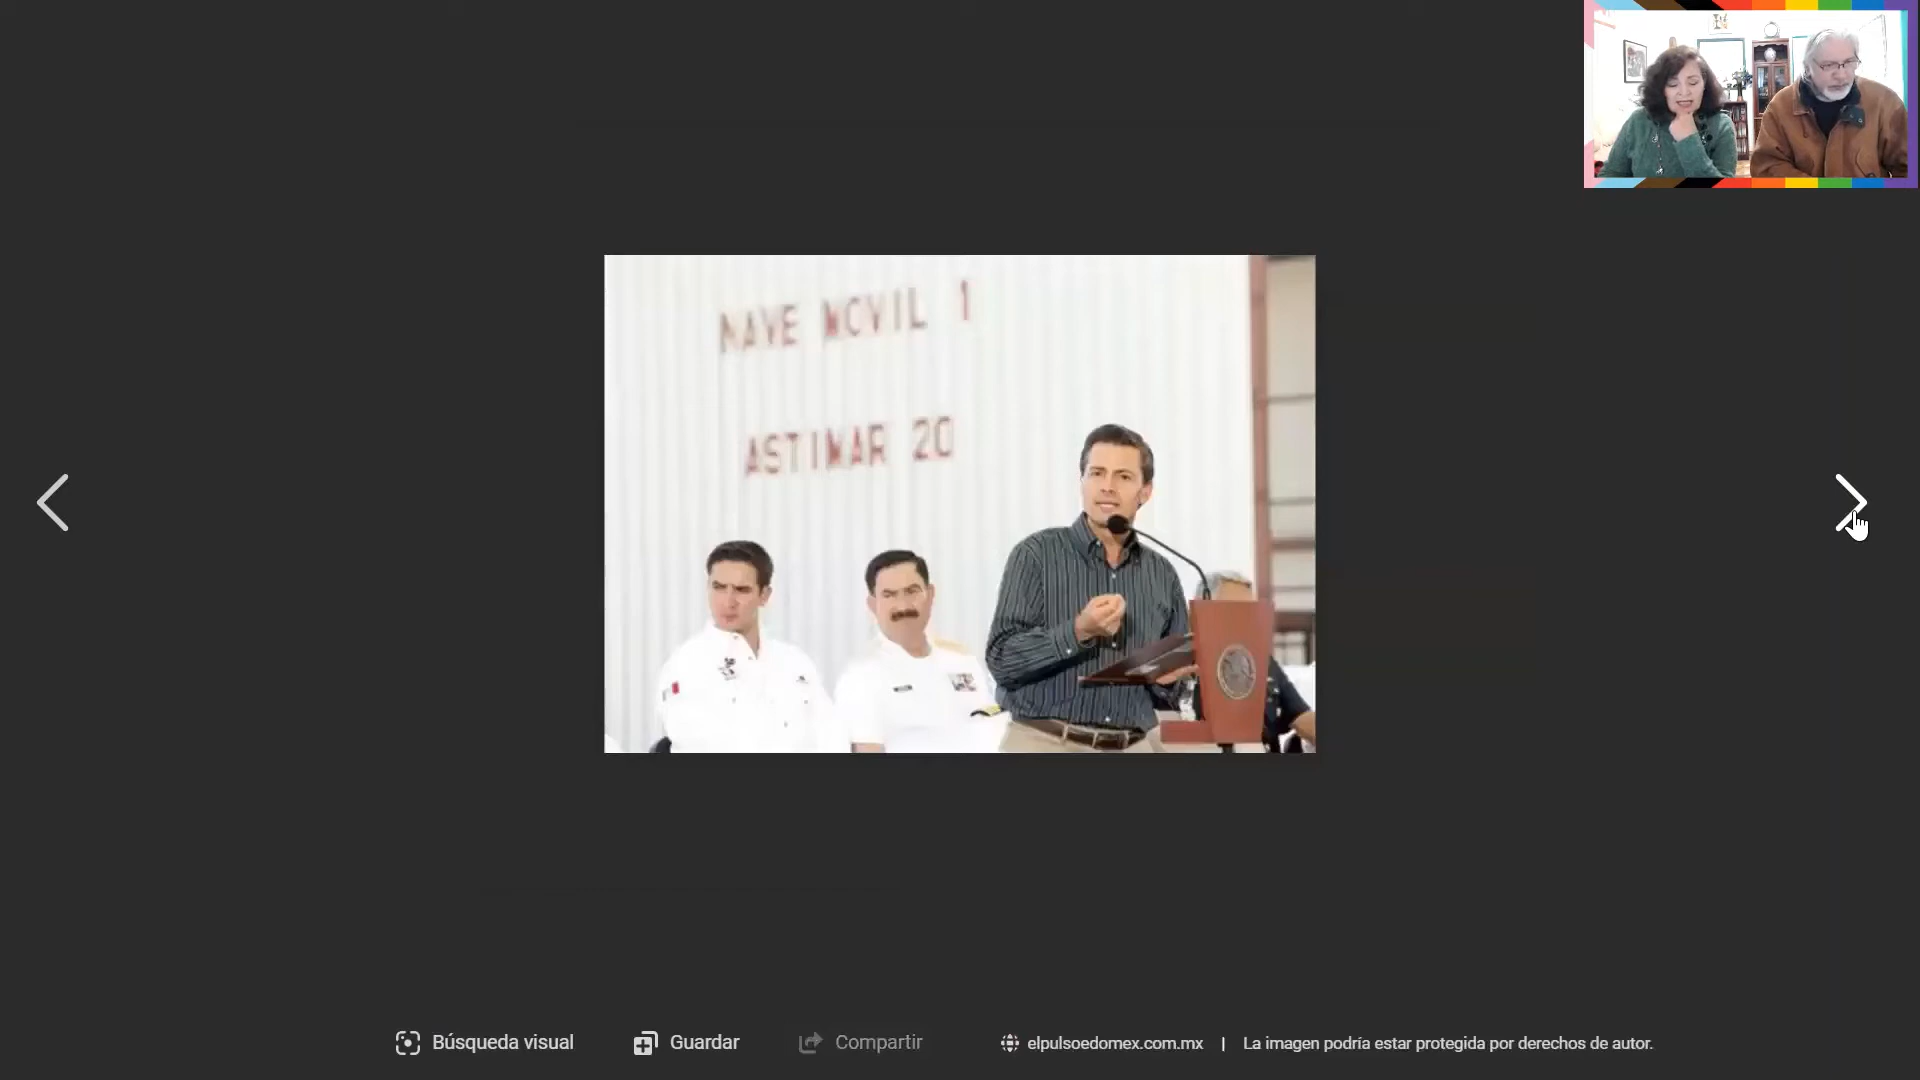 NAVE MCVIL 1
ASTIMAR 20
Búsqueda visual
Guardar
Compartir
elpulsoedomex.com.mx | La imagen podría estar protegida por derechos de autor.